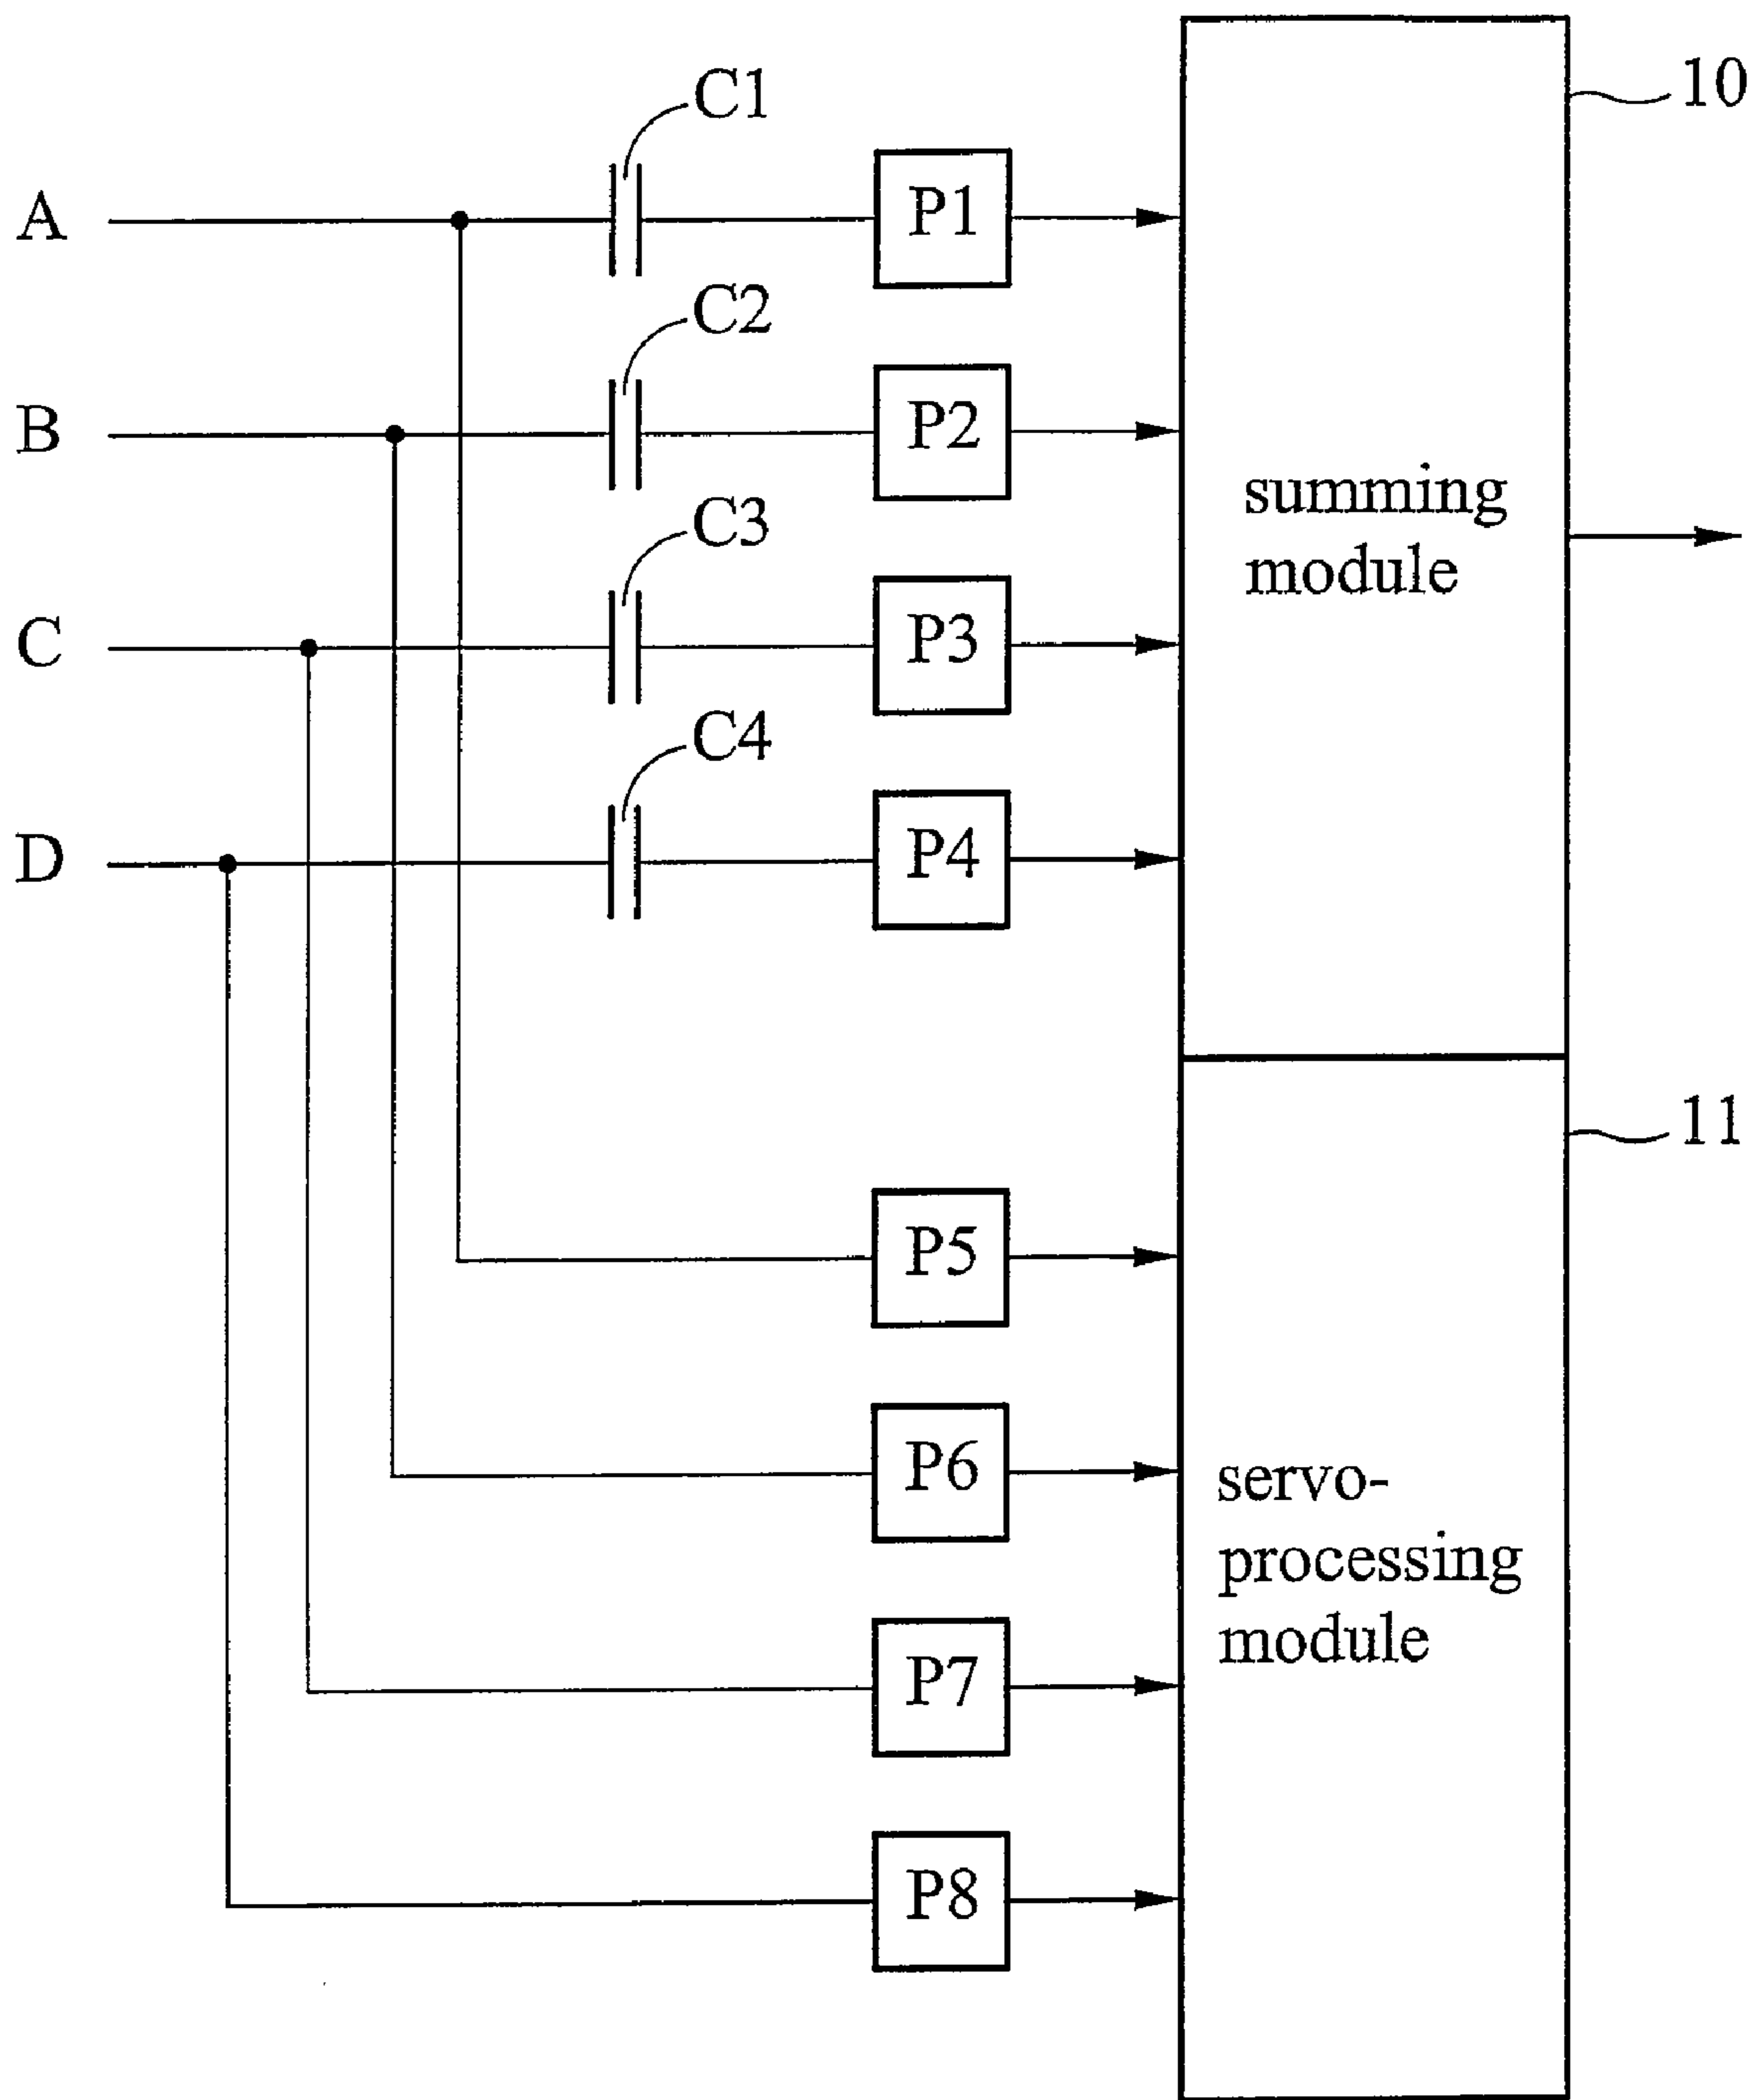 C1
10
A
P1
C2
B
P2
summing
module
C3
C
P3
C4
D
P4
11
P5
P6
servo-
processing
module
P7
P8